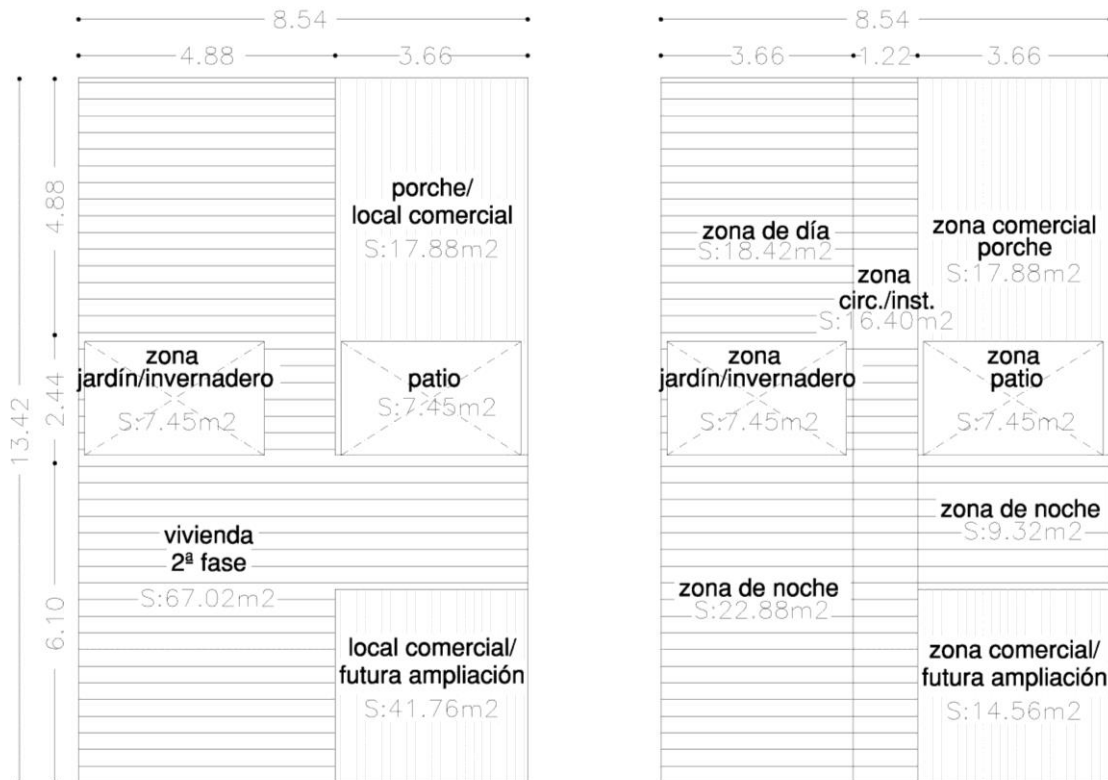 8.54
4.88
3.66
13.42
4.88
2.44
6.10
porche/
local comercial
S:17.88m2
zona
jardín/invernadero
S:7.45m2
patio
S:7.45m2
vivienda
2ª fase
S:67.02m2
local comercial/
futura ampliación
S:41.76m2
8.54
3.66
1.22
3.66
zona de día
S:18.42m2
zona
circ./inst.
S:16.40m2
zona comercial
porche
S:17.88m2
zona
jardín/invernadero
S:7.45m2
zona
patio
S:7.45m2
zona de noche
S:9.32m2
zona de noche
S:22.88m2
zona comercial/
futura ampliación
S:14.56m2